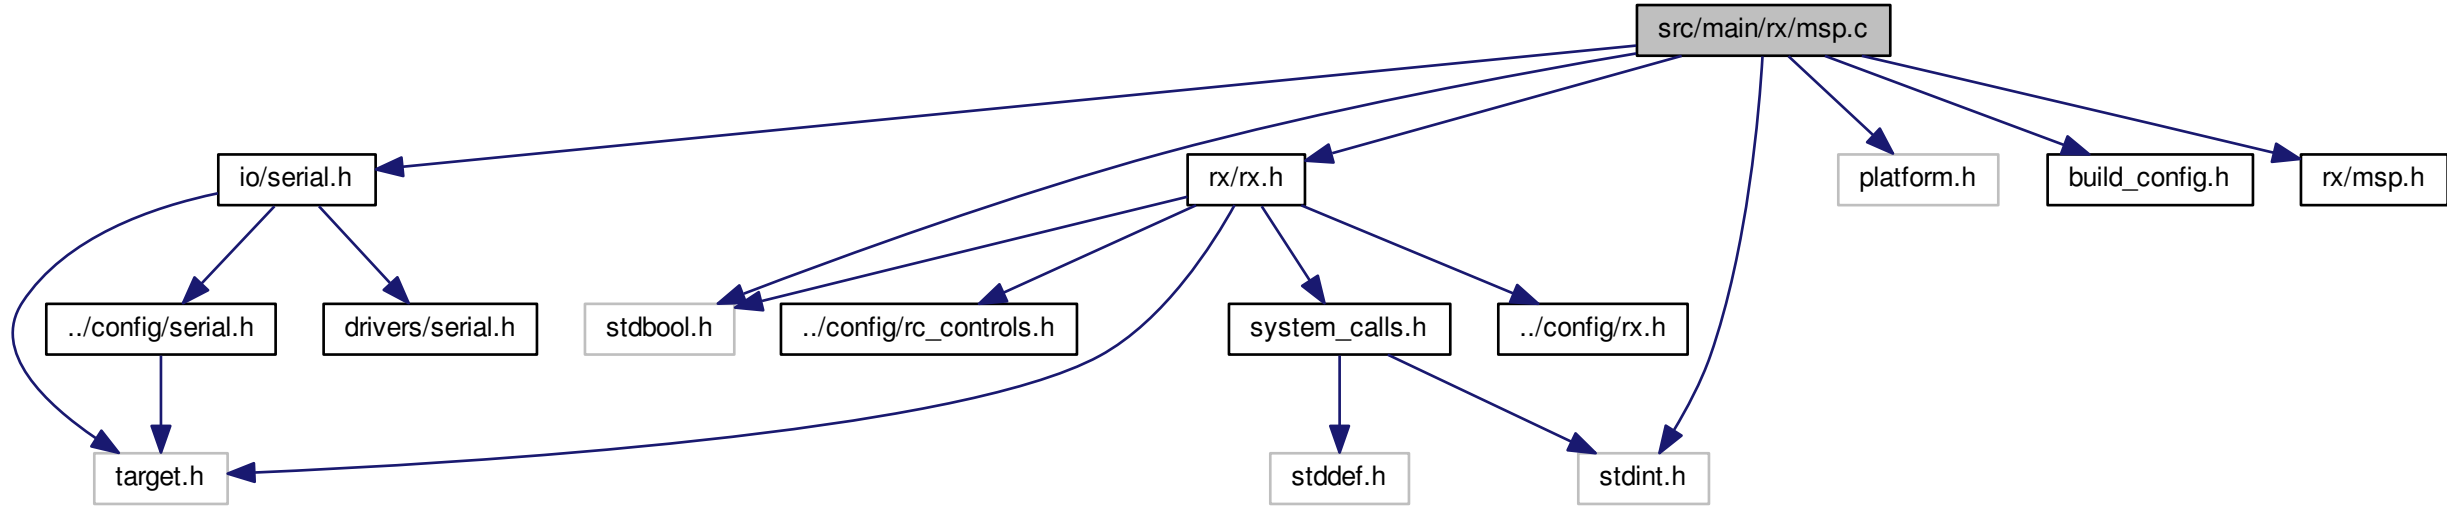 src/main/rx/msp.c
io/serial.h
rx/rx.h
platform.h
build_config.h
rx/msp.h
../config/serial.h
drivers/serial.h
stdbool.h
../config/rc_controls.h
system_calls.h
../config/rx.h
target.h
stddef.h
stdint.h